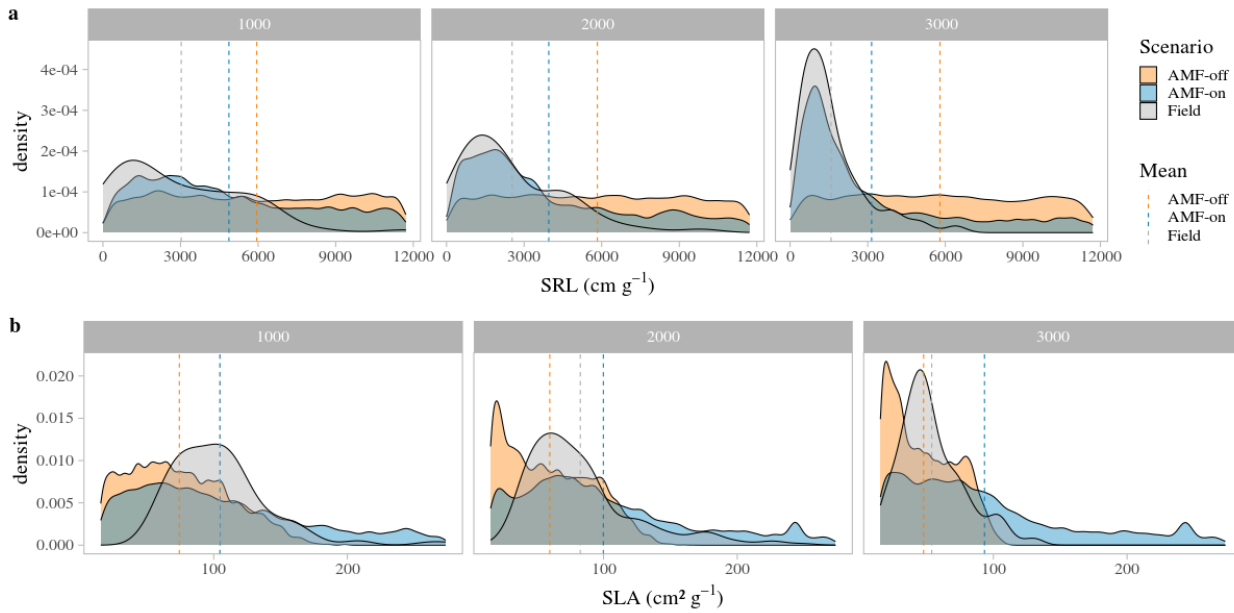 a
1000 2000 3000
4e-04
3e-04
2e-04
1e-04
0e+00
density
0 3000 6000 9000 12000 0 3000 6000 9000 12000 0 3000 6000 9000 12000
SRL (cm g⁻¹)
Scenario
AMF-off
AMF-on
Field
Mean
AMF-off
AMF-on
Field
b
1000 2000 3000
0.020
0.015
0.010
0.005
0.000
density
100 200 100 200 100 200
SLA (cm² g⁻¹)